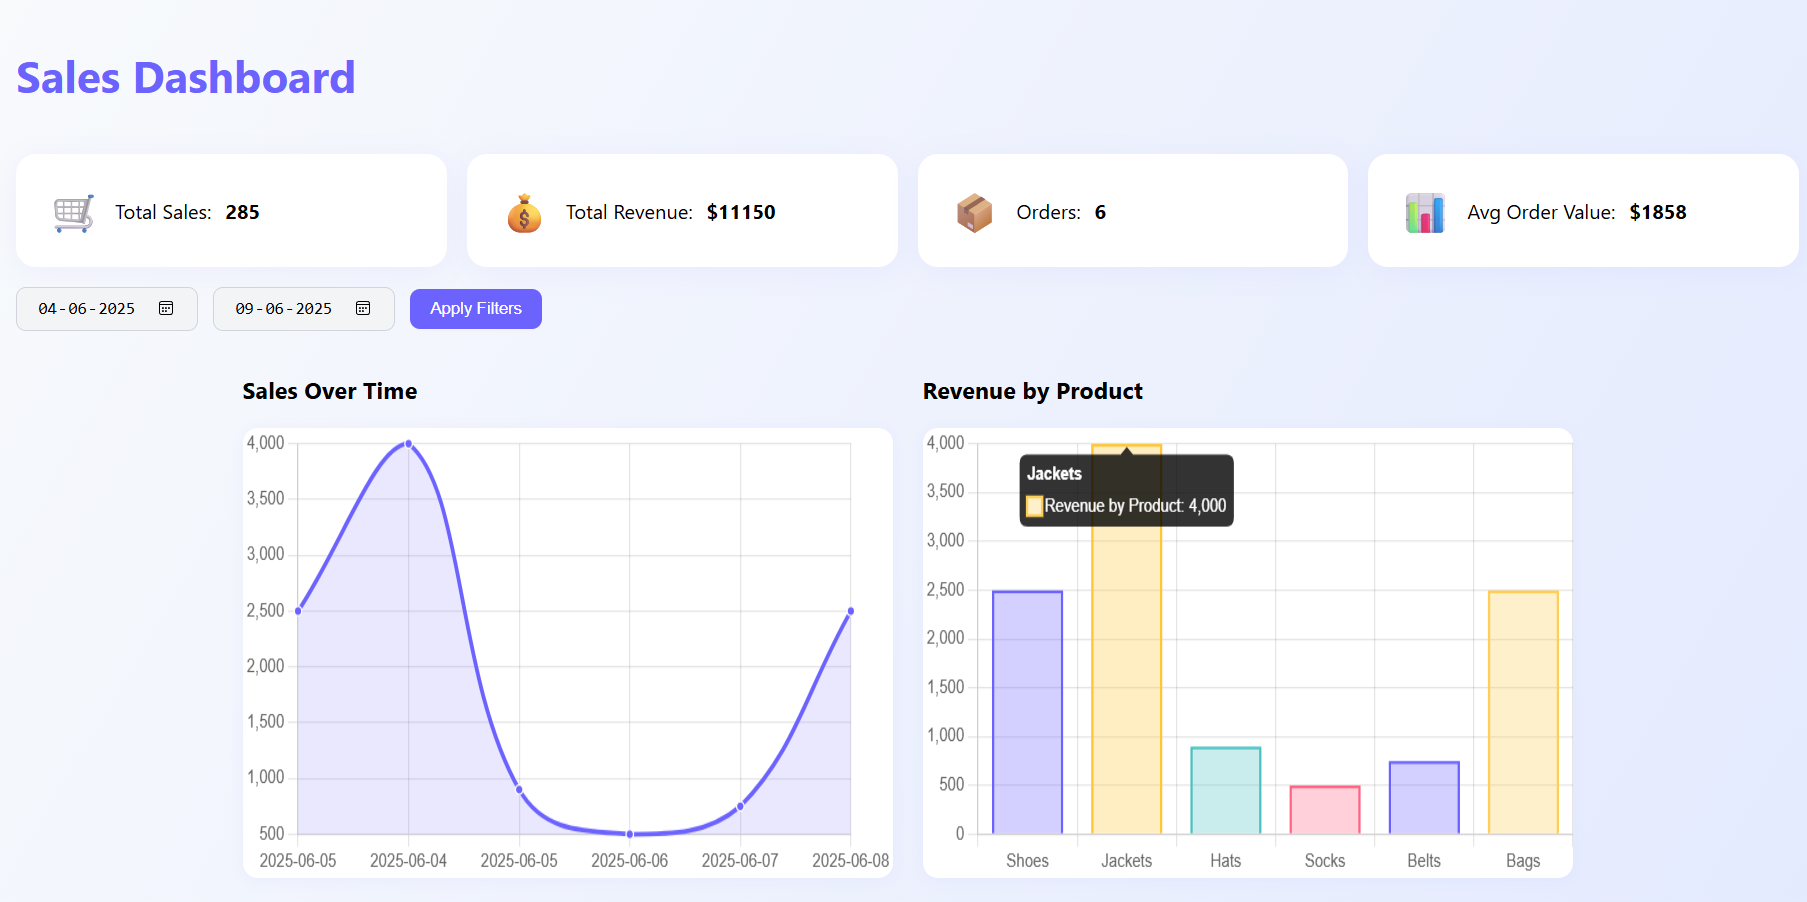 Sales Dashboard
Total Sales: 285
Total Revenue: $11150
Orders: 6
Avg Order Value: $1858
04-06-2025
09-06-2025
Apply Filters
Sales Over Time
4,000
3,500
3,000
2,500
2,000
1,500
1,000
500
2025-06-05 2025-06-04 2025-06-05 2025-06-06 2025-06-07 2025-06-08
Revenue by Product
4,000
3,500
3,000
2,500
2,000
1,500
1,000
500
0
Jackets
Revenue by Product: 4,000
Shoes Jackets Hats Socks Belts Bags